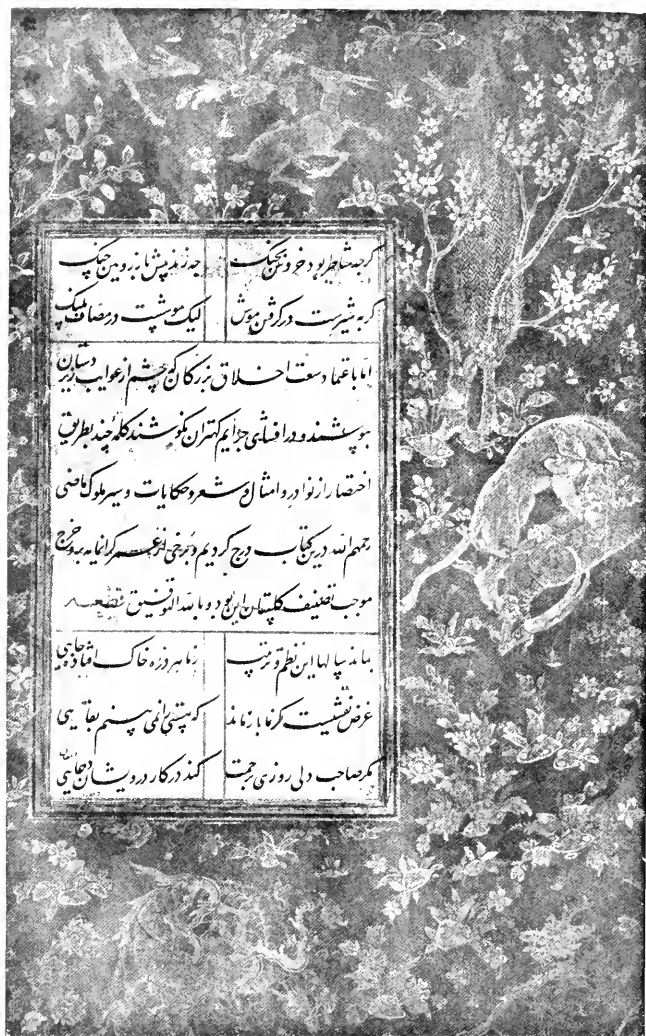 گرچه شاطر بود خروس بجنگ چه زند پیش باز رویین چنگ
گربه شیرست در گرفتن موش لیک موشست در مصاف پلنگ
اما باعتماد سعت اخلاق بزرگان که چشم از عوایب زیردستان
بپوشند و در افشای جرایم کهتران نکوشند کلمه چند بطریق
اختصار از نوادر و امثال و شعر و حکایات و سیر ملوک ماضی
رحمهم الله درین کتاب درج کردیم و برخی از عمر گرانمایه برو خرج
موجب تصنیف گلستان این بود و بالله التوفیق قطعه
بماند سالها این نظم و ترتیب ز ما هر ذره خاک افتاده جایی
غرض نقشیست کز ما باز ماند که هستی را نمی بینم بقایی
مگر صاحب دلی روزی برحمت کند در کار درویشان دعایی